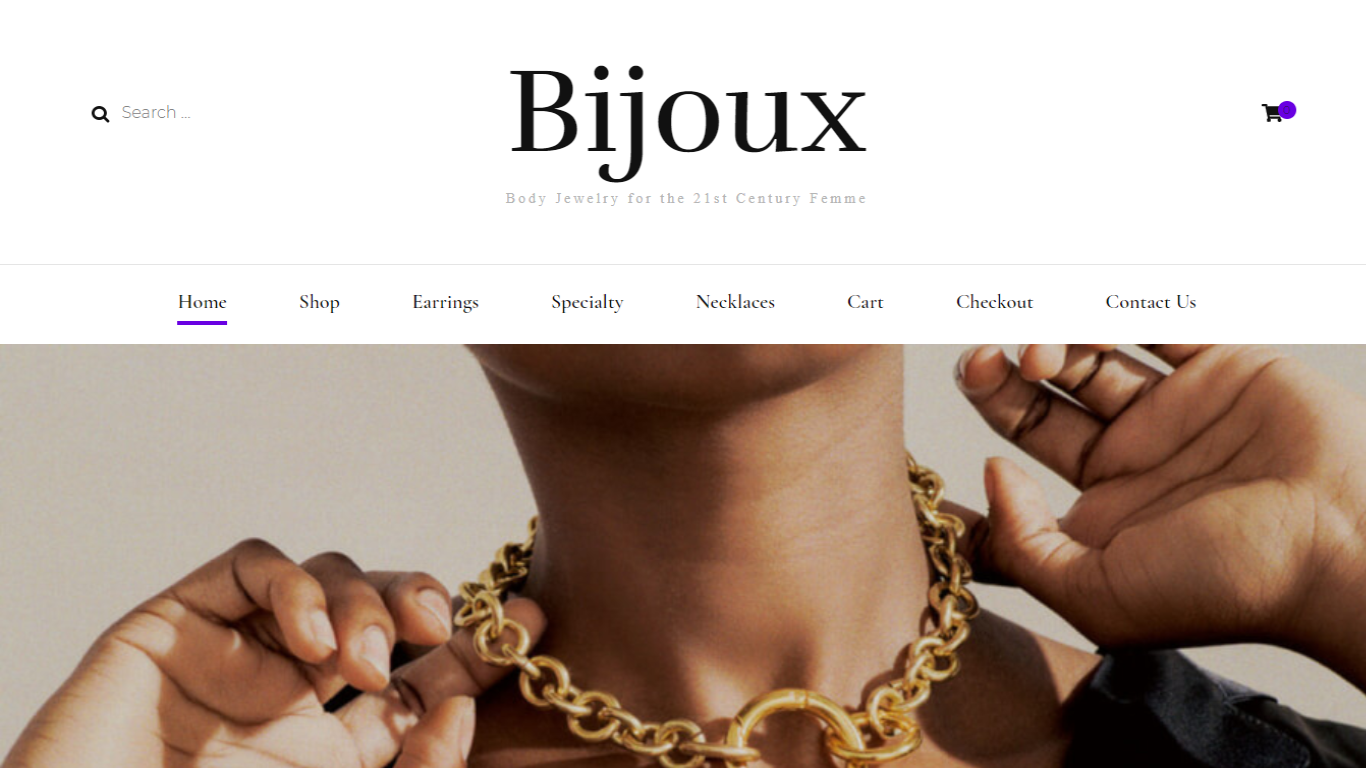 Search ...
Bijoux
Body Jewelry for the 21st Century Femme
Home Shop Earrings Specialty Necklaces Cart Checkout Contact Us